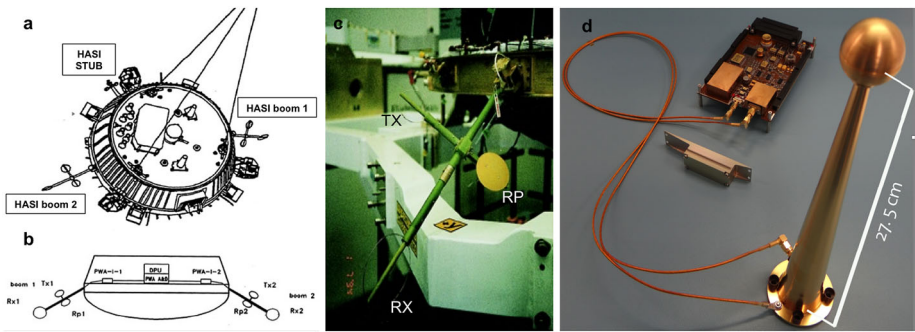 a
HASI
STUB
HASI boom 1
HASI boom 2
b
PWA-I-1
DPU
PWA A&D
PWA-I-2
boom 1
Tx1
Rx1
Rp1
Tx2
boom 2
Rp2
Rx2
c
TX
RP
RX
d
27. 5 cm